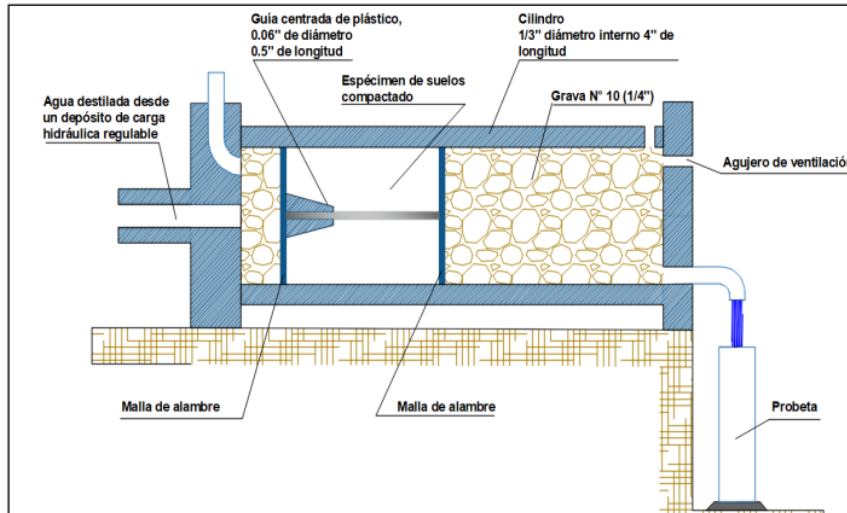 Guía centrada de plástico,
0.06" de diámetro
0.5" de longitud
Cilindro
1/3" diámetro interno 4" de
longitud
Espécimen de suelos
compactado
Grava N° 10 (1/4")
Agua destilada desde
un depósito de carga
hidráulica regulable
Agujero de ventilación
Malla de alambre
Malla de alambre
Probeta